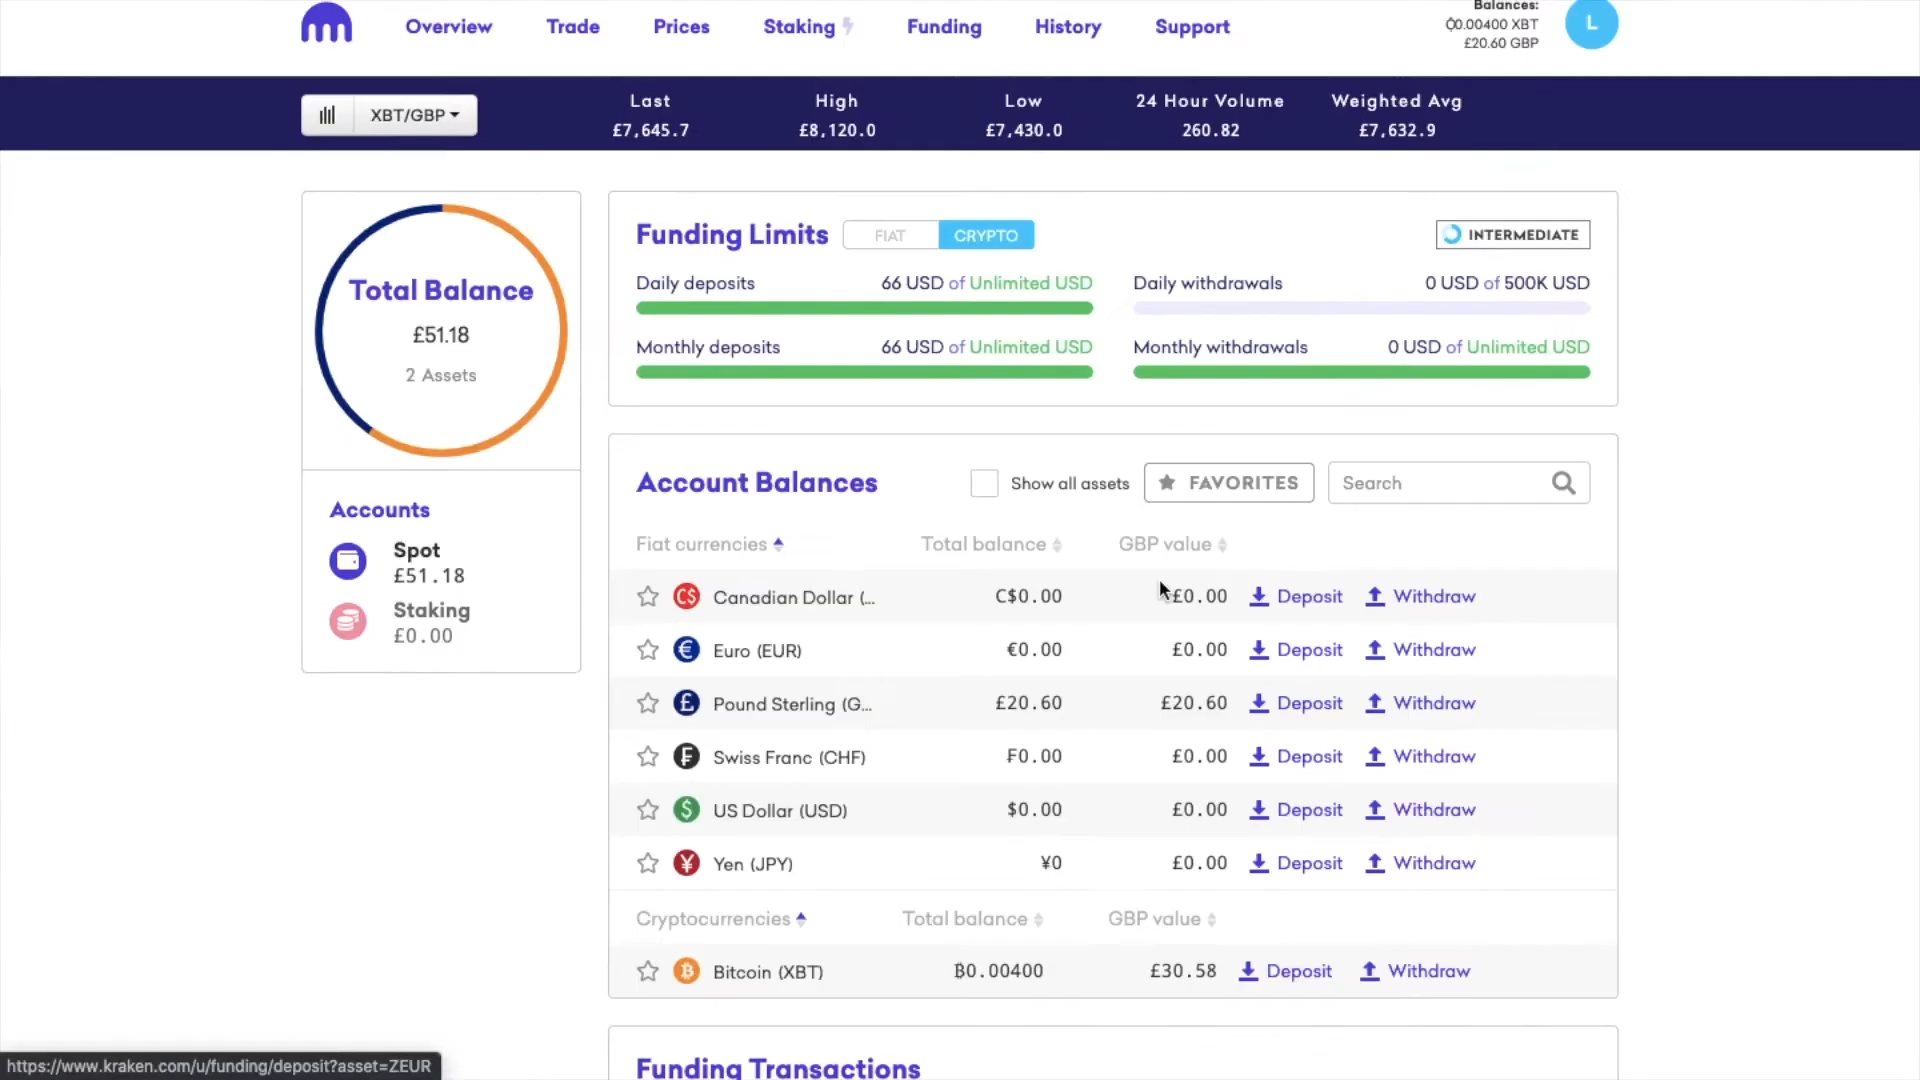 Overview Trade Prices Staking Funding History Support
Balances:
0.00400 XBT
£20.60 GBP
L
XBT/GBP
Last High Low 24 Hour Volume Weighted Avg
£7,645.7 £8,120.0 £7,430.0 260.82 £7,632.9
Total Balance
£51.18
2 Assets
Accounts
Spot
£51.18
Staking
£0.00
Funding Limits FIAT CRYPTO INTERMEDIATE
Daily deposits 66 USD of Unlimited USD Daily withdrawals 0 USD of 500K USD
Monthly deposits 66 USD of Unlimited USD Monthly withdrawals 0 USD of Unlimited USD
Account Balances Show all assets FAVORITES Search
Fiat currencies Total balance GBP value
C$ Canadian Dollar (... C$0.00 £0.00 Deposit Withdraw
€ Euro (EUR) €0.00 £0.00 Deposit Withdraw
£ Pound Sterling (G... £20.60 £20.60 Deposit Withdraw
₣ Swiss Franc (CHF) ₣0.00 £0.00 Deposit Withdraw
$ US Dollar (USD) $0.00 £0.00 Deposit Withdraw
¥ Yen (JPY) ¥0 £0.00 Deposit Withdraw
Cryptocurrencies Total balance GBP value
₿ Bitcoin (XBT) ₿0.00400 £30.58 Deposit Withdraw
Funding Transactions
https://www.kraken.com/u/funding/deposit?asset=ZEUR